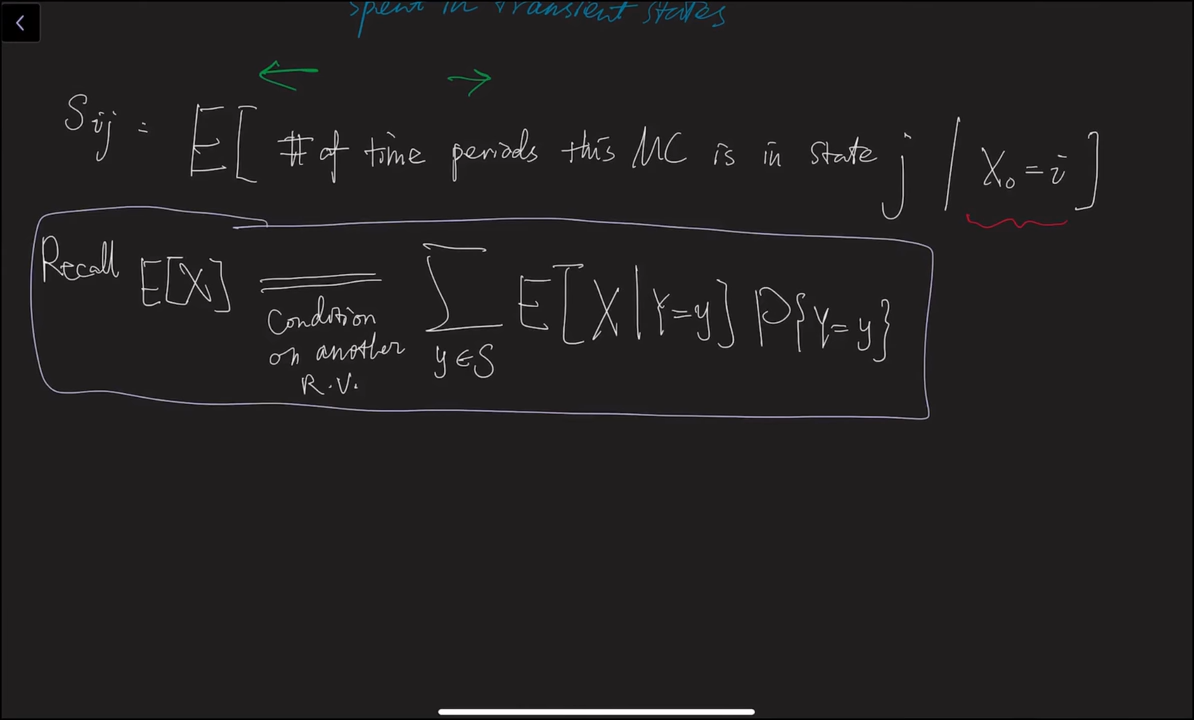 spent in Transient states
Sij = E[ # of time periods this MC is in state j | X₀ = i ]
Recall E[X] = Σ E[X|Y=y] P{Y=y}
Condition
on another
R.V.
y∈S